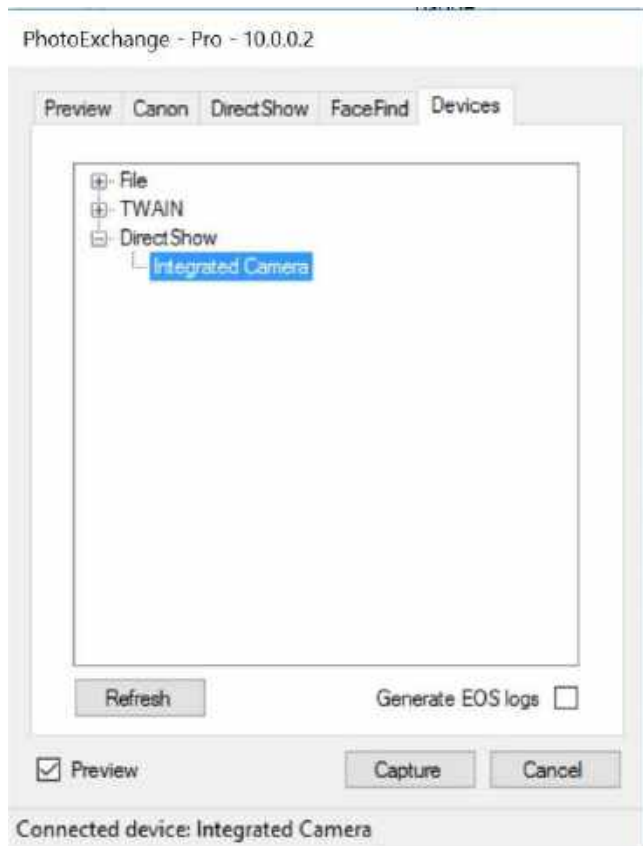 PhotoExchange - Pro - 10.0.0.2
Preview Canon DirectShow FaceFind Devices
File
TWAIN
DirectShow
Integrated Camera
Refresh Generate EOS logs
Preview Capture Cancel
Connected device: Integrated Camera